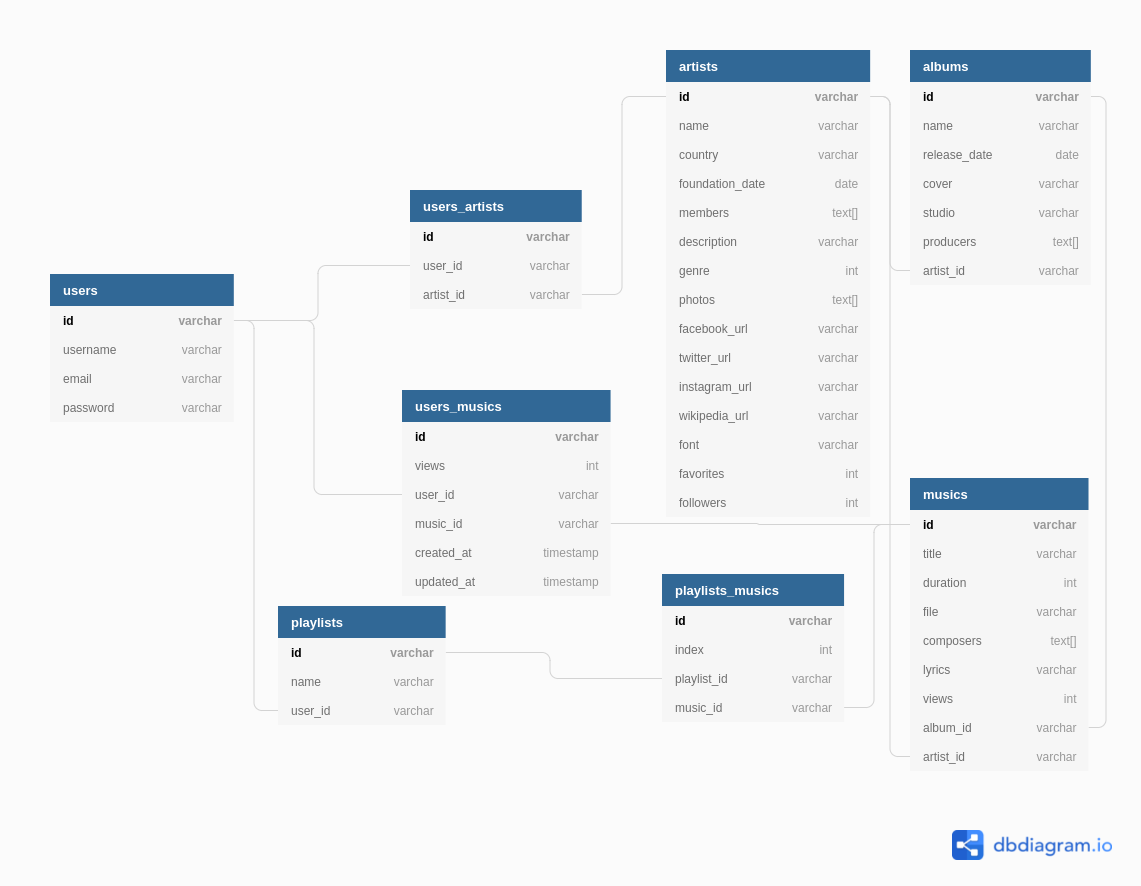 artists
id varchar
name varchar
country varchar
foundation_date date
members text[]
description varchar
genre int
photos text[]
facebook_url varchar
twitter_url varchar
instagram_url varchar
wikipedia_url varchar
font varchar
favorites int
followers int
albums
id varchar
name varchar
release_date date
cover varchar
studio varchar
producers text[]
artist_id varchar
users_artists
id varchar
user_id varchar
artist_id varchar
users
id varchar
username varchar
email varchar
password varchar
users_musics
id varchar
views int
user_id varchar
music_id varchar
created_at timestamp
updated_at timestamp
musics
id varchar
title varchar
duration int
file varchar
composers text[]
lyrics varchar
views int
album_id varchar
artist_id varchar
playlists_musics
id varchar
index int
playlist_id varchar
music_id varchar
playlists
id varchar
name varchar
user_id varchar
dbdiagram.io